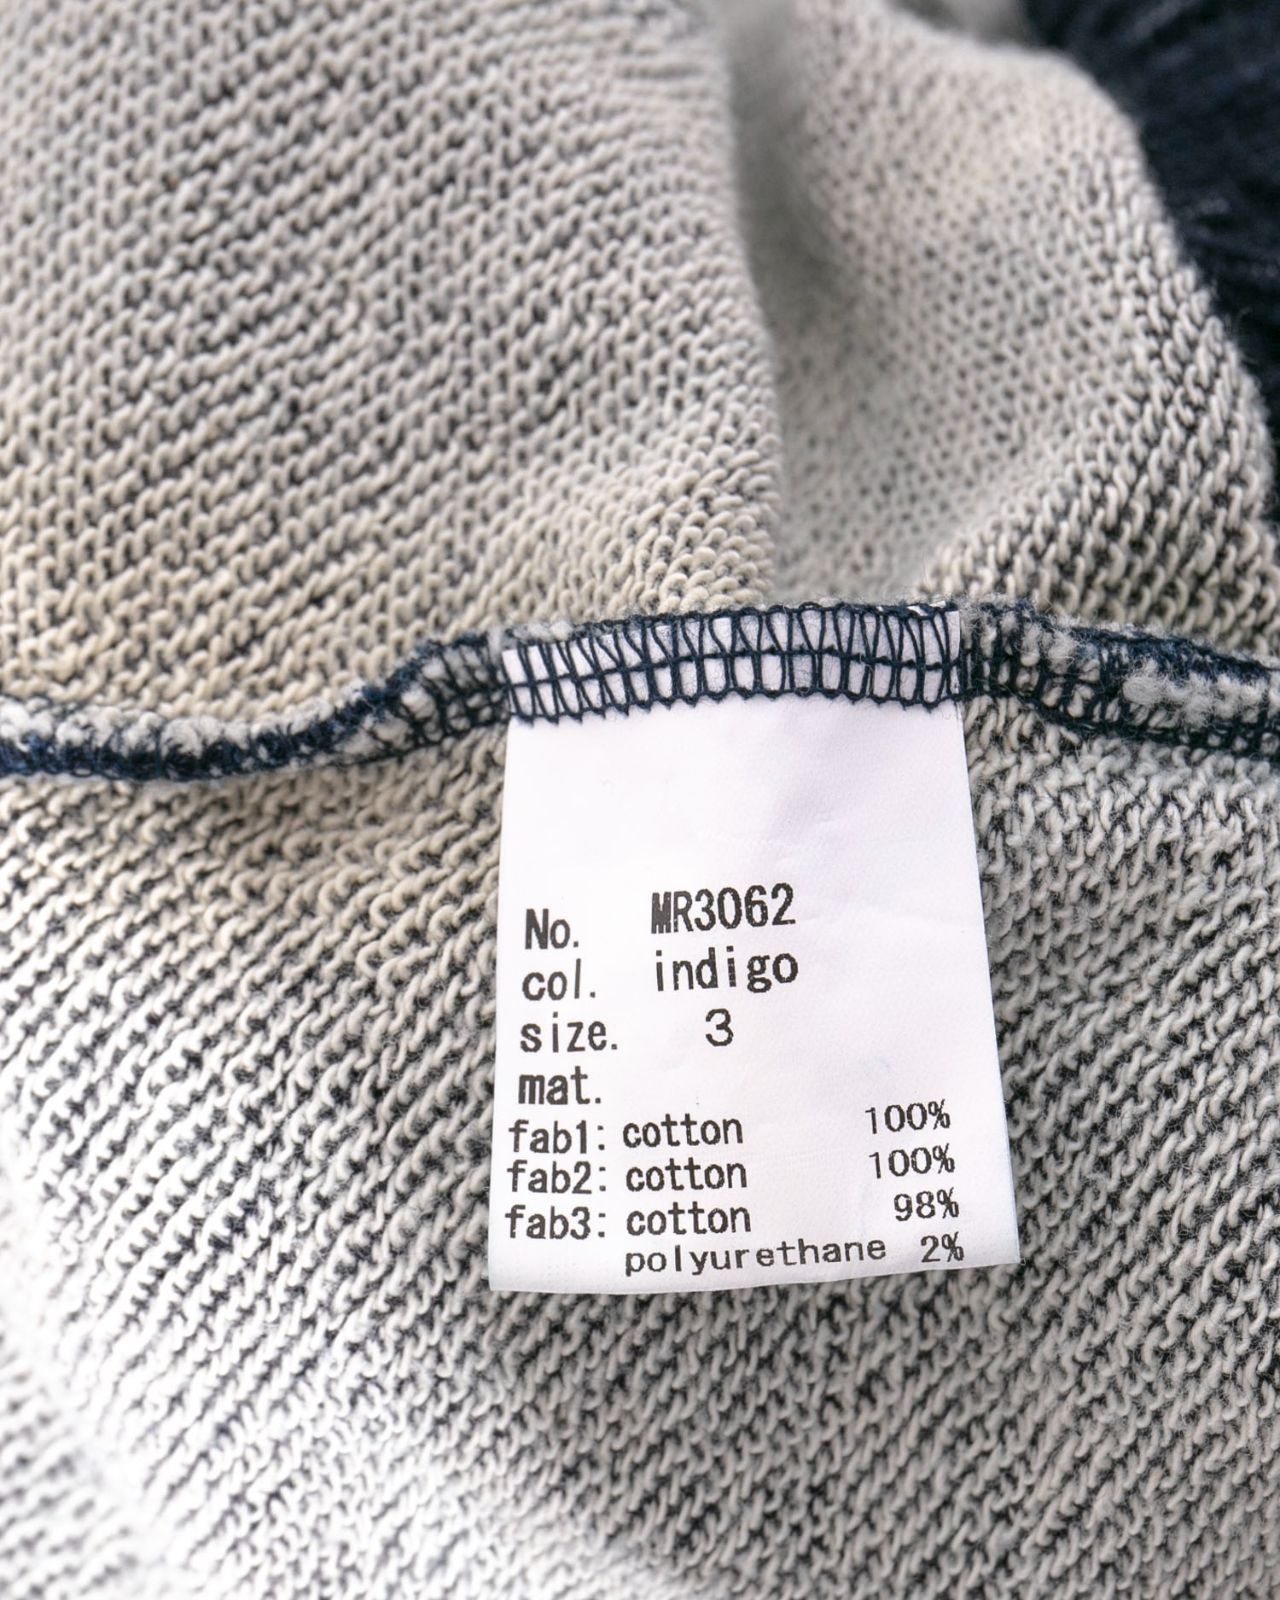 No. MR3062
col. indigo
size. 3
mat.
fab1: cotton 100%
fab2: cotton 100%
fab3: cotton 98%
polyurethane 2%